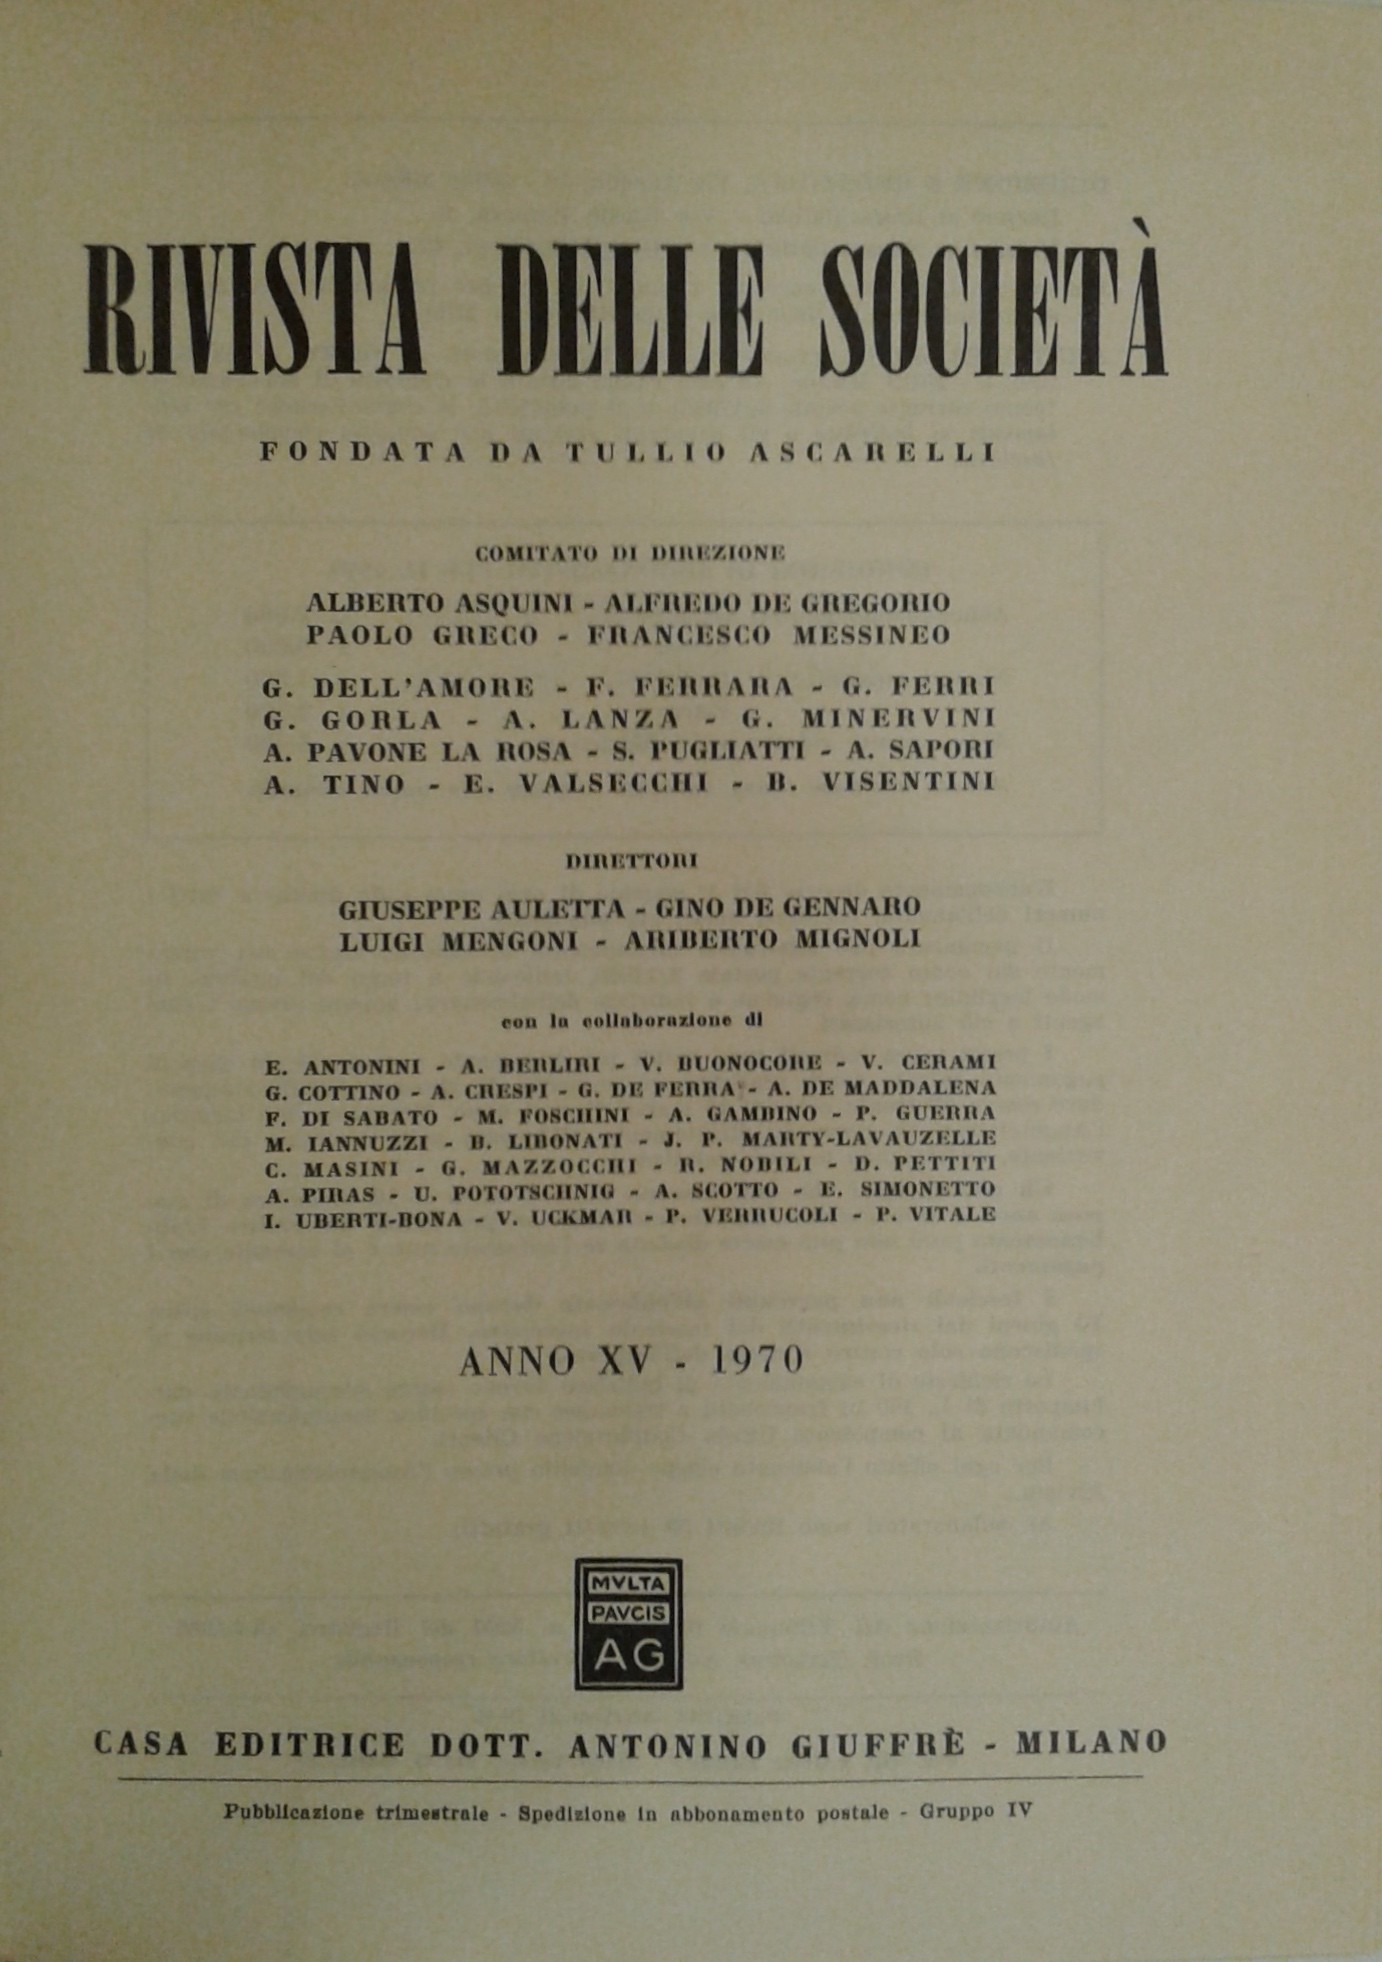 RIVISTA DELLE SOCIETÀ
FONDATA DA TULLIO ASCARELLI
COMITATO DI DIREZIONE
ALBERTO ASQUINI - ALFREDO DE GREGORIO
PAOLO GRECO - FRANCESCO MESSINEO
G. DELL'AMORE - F. FERRARA - G. FERRI
G. GORLA - A. LANZA - G. MINERVINI
A. PAVONE LA ROSA - S. PUGLIATTI - A. SAPORI
A. TINO - E. VALSECCHI - B. VISENTINI
DIRETTORI
GIUSEPPE AULETTA - GINO DE GENNARO
LUIGI MENGONI - ARIBERTO MIGNOLI
con la collaborazione di
E. ANTONINI - A. BERLIRI - V. BUONOCORE - V. CERAMI
G. COTTINO - A. CRESPI - G. DE FERRA' - A. DE MADDALENA
F. DI SABATO - M. FOSCHINI - A. GAMBINO - P. GUERRA
M. IANNUZZI - B. LIBONATI - J. P. MARTY-LAVAUZELLE
C. MASINI - G. MAZZOCCHI - R. NOBILI - D. PETTITI
A. PIRAS - U. POTOTSCHNIG - A. SCOTTO - E. SIMONETTO
I. UBERTI-BONA - V. UCKMAR - P. VERRUCOLI - P. VITALE
ANNO XV - 1970
MVLTA
PAVCIS
AG
CASA EDITRICE DOTT. ANTONINO GIUFFRÈ - MILANO
Pubblicazione trimestrale - Spedizione in abbonamento postale - Gruppo IV